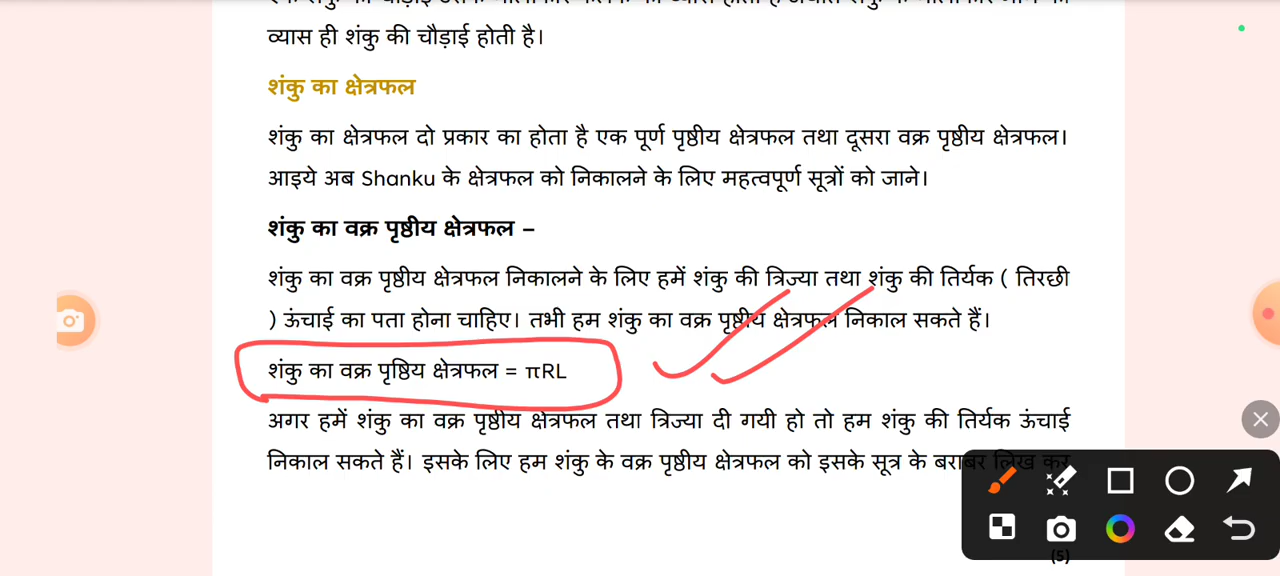 व्यास ही शंकु की चौड़ाई होती है।
शंकु का क्षेत्रफल
शंकु का क्षेत्रफल दो प्रकार का होता है एक पूर्ण पृष्ठीय क्षेत्रफल तथा दूसरा वक्र पृष्ठीय क्षेत्रफल।
आइये अब Shanku के क्षेत्रफल को निकालने के लिए महत्वपूर्ण सूत्रों को जाने।
शंकु का वक्र पृष्ठीय क्षेत्रफल –
शंकु का वक्र पृष्ठीय क्षेत्रफल निकालने के लिए हमें शंकु की त्रिज्या तथा शंकु की तिर्यक ( तिरछी
) ऊंचाई का पता होना चाहिए। तभी हम शंकु का वक्र पृष्ठीय क्षेत्रफल निकाल सकते हैं।
शंकु का वक्र पृष्ठिय क्षेत्रफल = πRL
अगर हमें शंकु का वक्र पृष्ठीय क्षेत्रफल तथा त्रिज्या दी गयी हो तो हम शंकु की तिर्यक ऊंचाई
निकाल सकते हैं। इसके लिए हम शंकु के वक्र पृष्ठीय क्षेत्रफल को इसके सूत्र के बराबर लिख कर
(5)